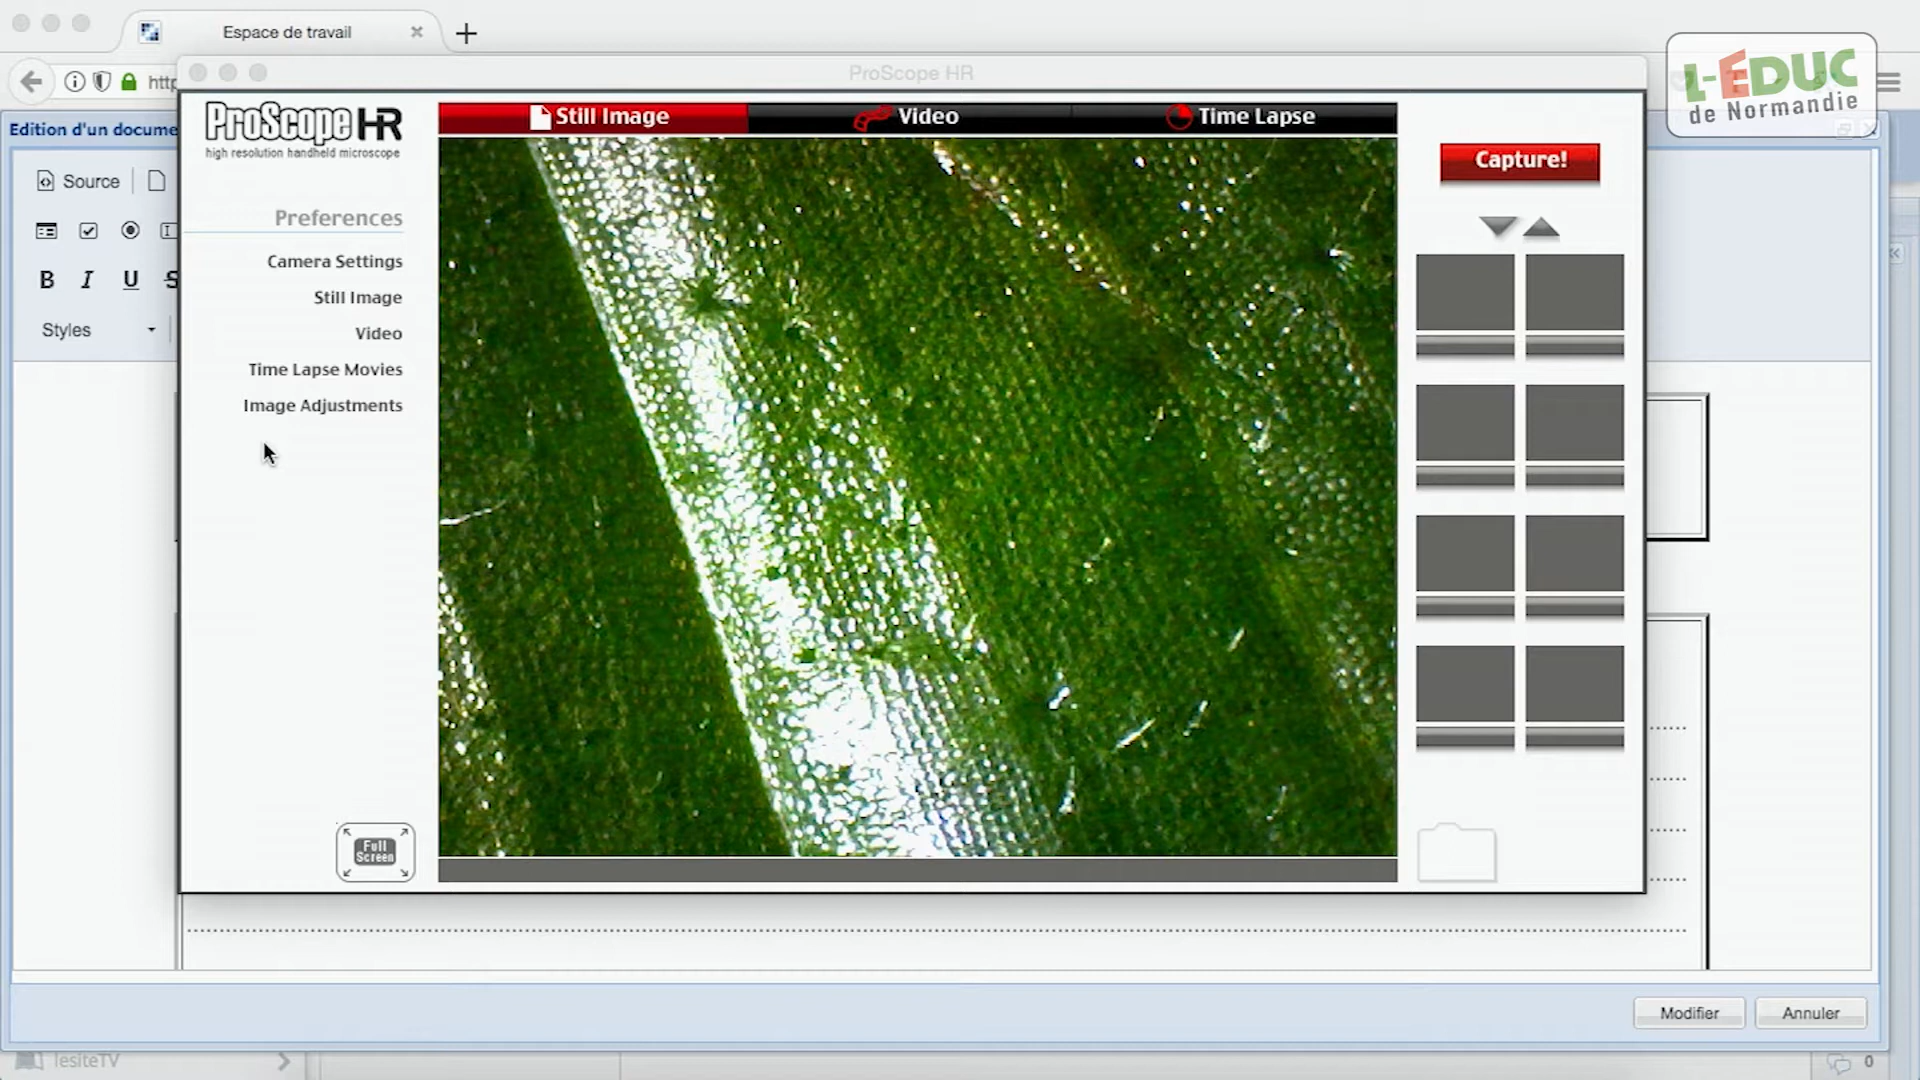 Espace de travail
http
ProScope HR
L-EDUC
de Normandie
Edition d'un docume
ProScope HR
high resolution handheld microscope
Still Image
Video
Time Lapse
Capture!
Source
Preferences
Camera Settings
Still Image
Video
Time Lapse Movies
Image Adjustments
B I U S
Styles
Full
Screen
Modifier
Annuler
lesiteTV
0